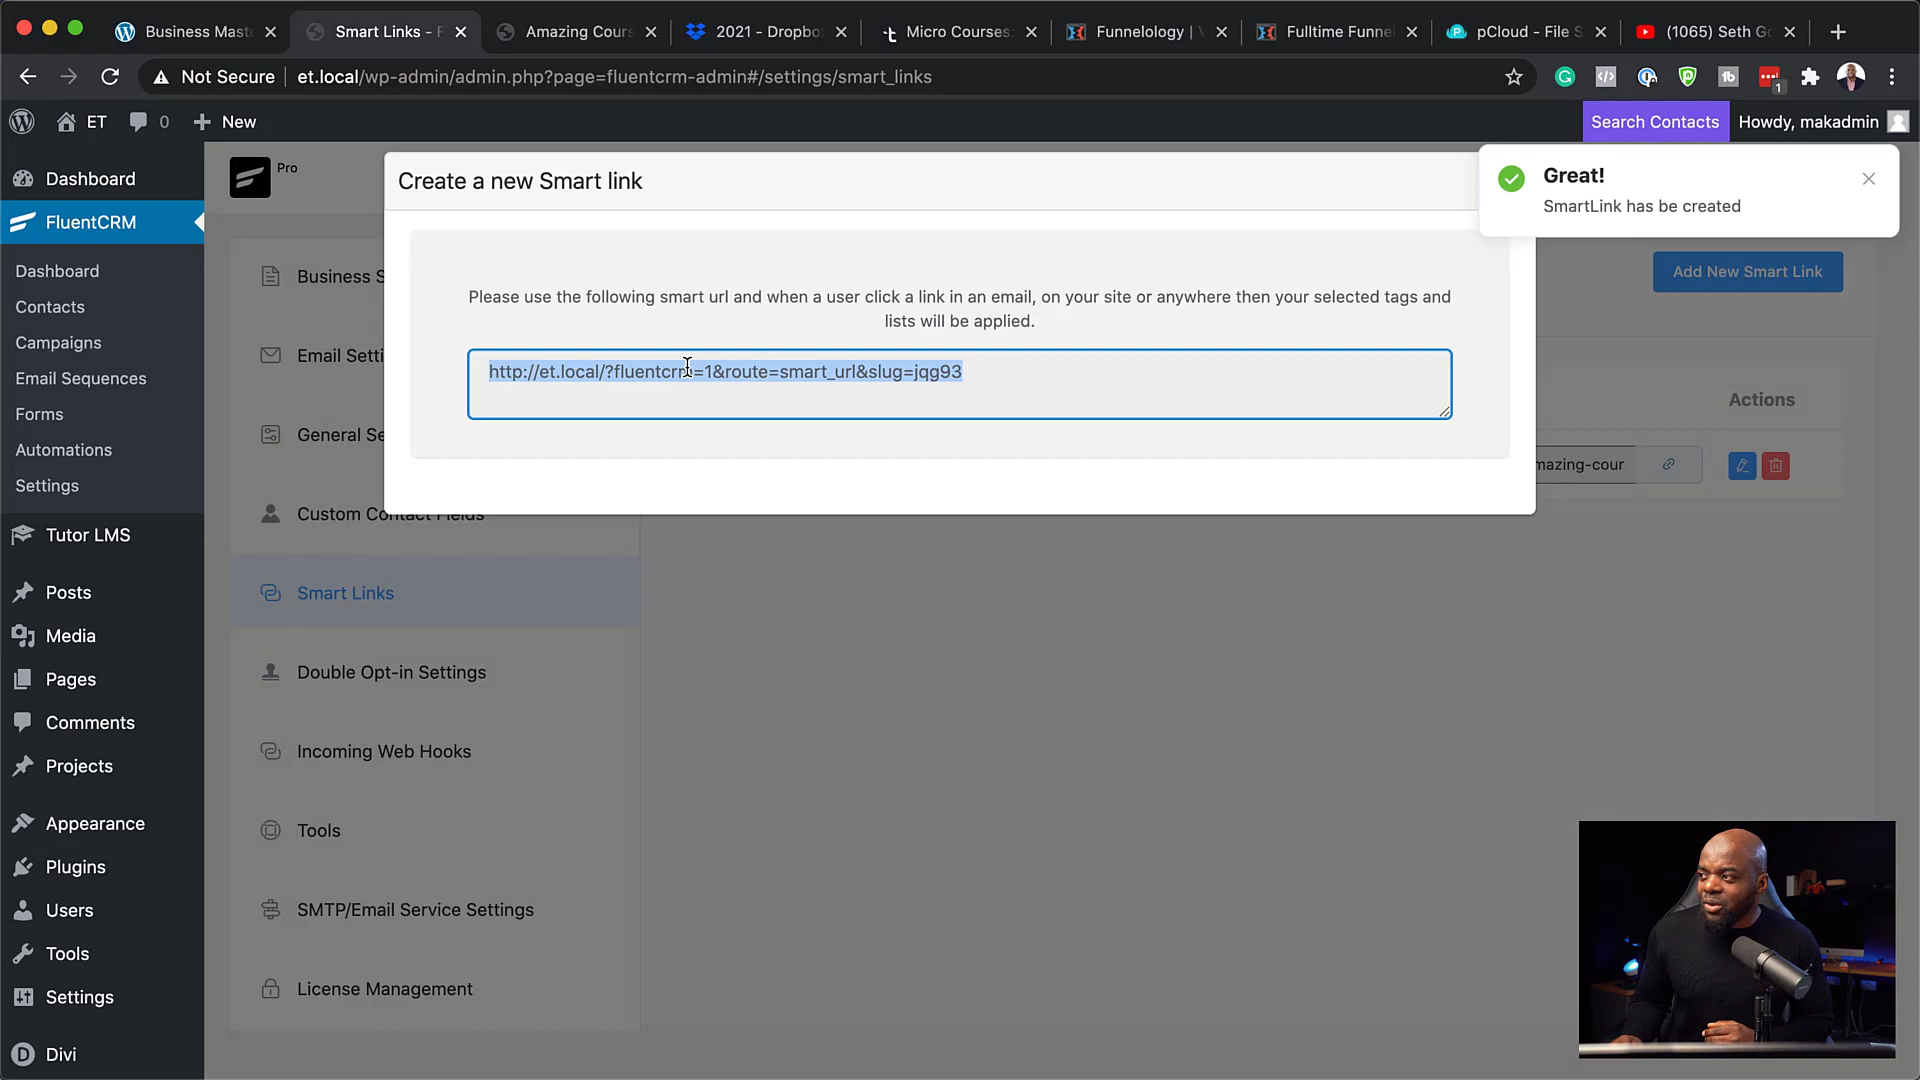 Business Mast
Smart Links - F
Amazing Cours
2021 - Dropbo
Micro Courses
Funnelology | V
Fulltime Funne
pCloud - File S
(1065) Seth Go
Not Secure
et.local/wp-admin/admin.php?page=fluentcrm-admin#/settings/smart_links
1
ET
0
New
Search Contacts
Howdy, makadmin
Dashboard
FluentCRM
Dashboard
Contacts
Campaigns
Email Sequences
Forms
Automations
Settings
Tutor LMS
Posts
Media
Pages
Comments
Projects
Appearance
Plugins
Users
Tools
Settings
Divi
Pro
Business S
Email Setti
General Se
Custom Contact Fields
Smart Links
Double Opt-in Settings
Incoming Web Hooks
Tools
SMTP/Email Service Settings
License Management
Create a new Smart link
Please use the following smart url and when a user click a link in an email, on your site or anywhere then your selected tags and
lists will be applied.
http://et.local/?fluentcrm=1&route=smart_url&slug=jqg93
Great!
SmartLink has be created
Add New Smart Link
Actions
mazing-cour